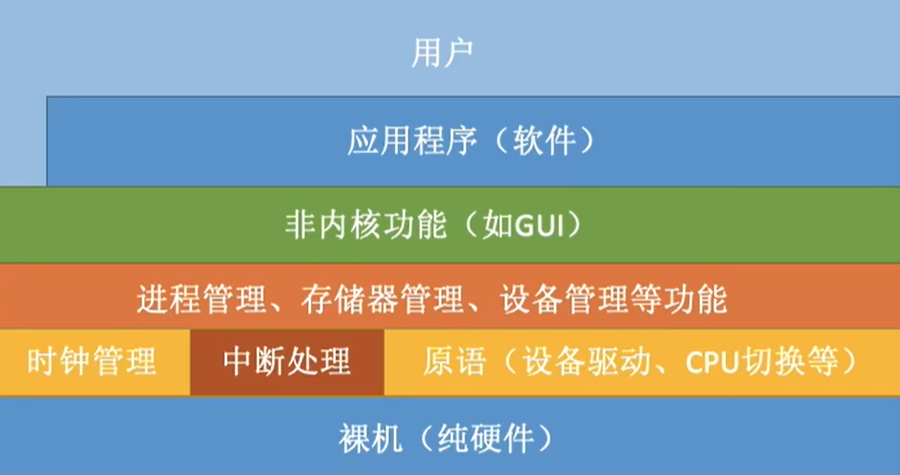 用户
应用程序（软件）
非内核功能（如GUI）
进程管理、存储器管理、设备管理等功能
时钟管理
中断处理
原语（设备驱动、CPU切换等）
裸机（纯硬件）